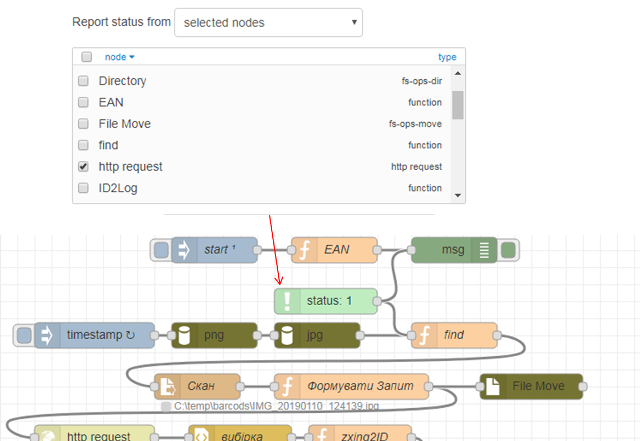 Report status from selected nodes
node type
Directory fs-ops-dir
EAN function
File Move fs-ops-move
find function
http request http request
ID2Log function
start ¹ EAN msg
status: 1
timestamp ↻ png jpg find
Скан Формувати Запит File Move
C:\temp\barcods\IMG_20190110_124139.jpg
http request вибірка zxing2ID